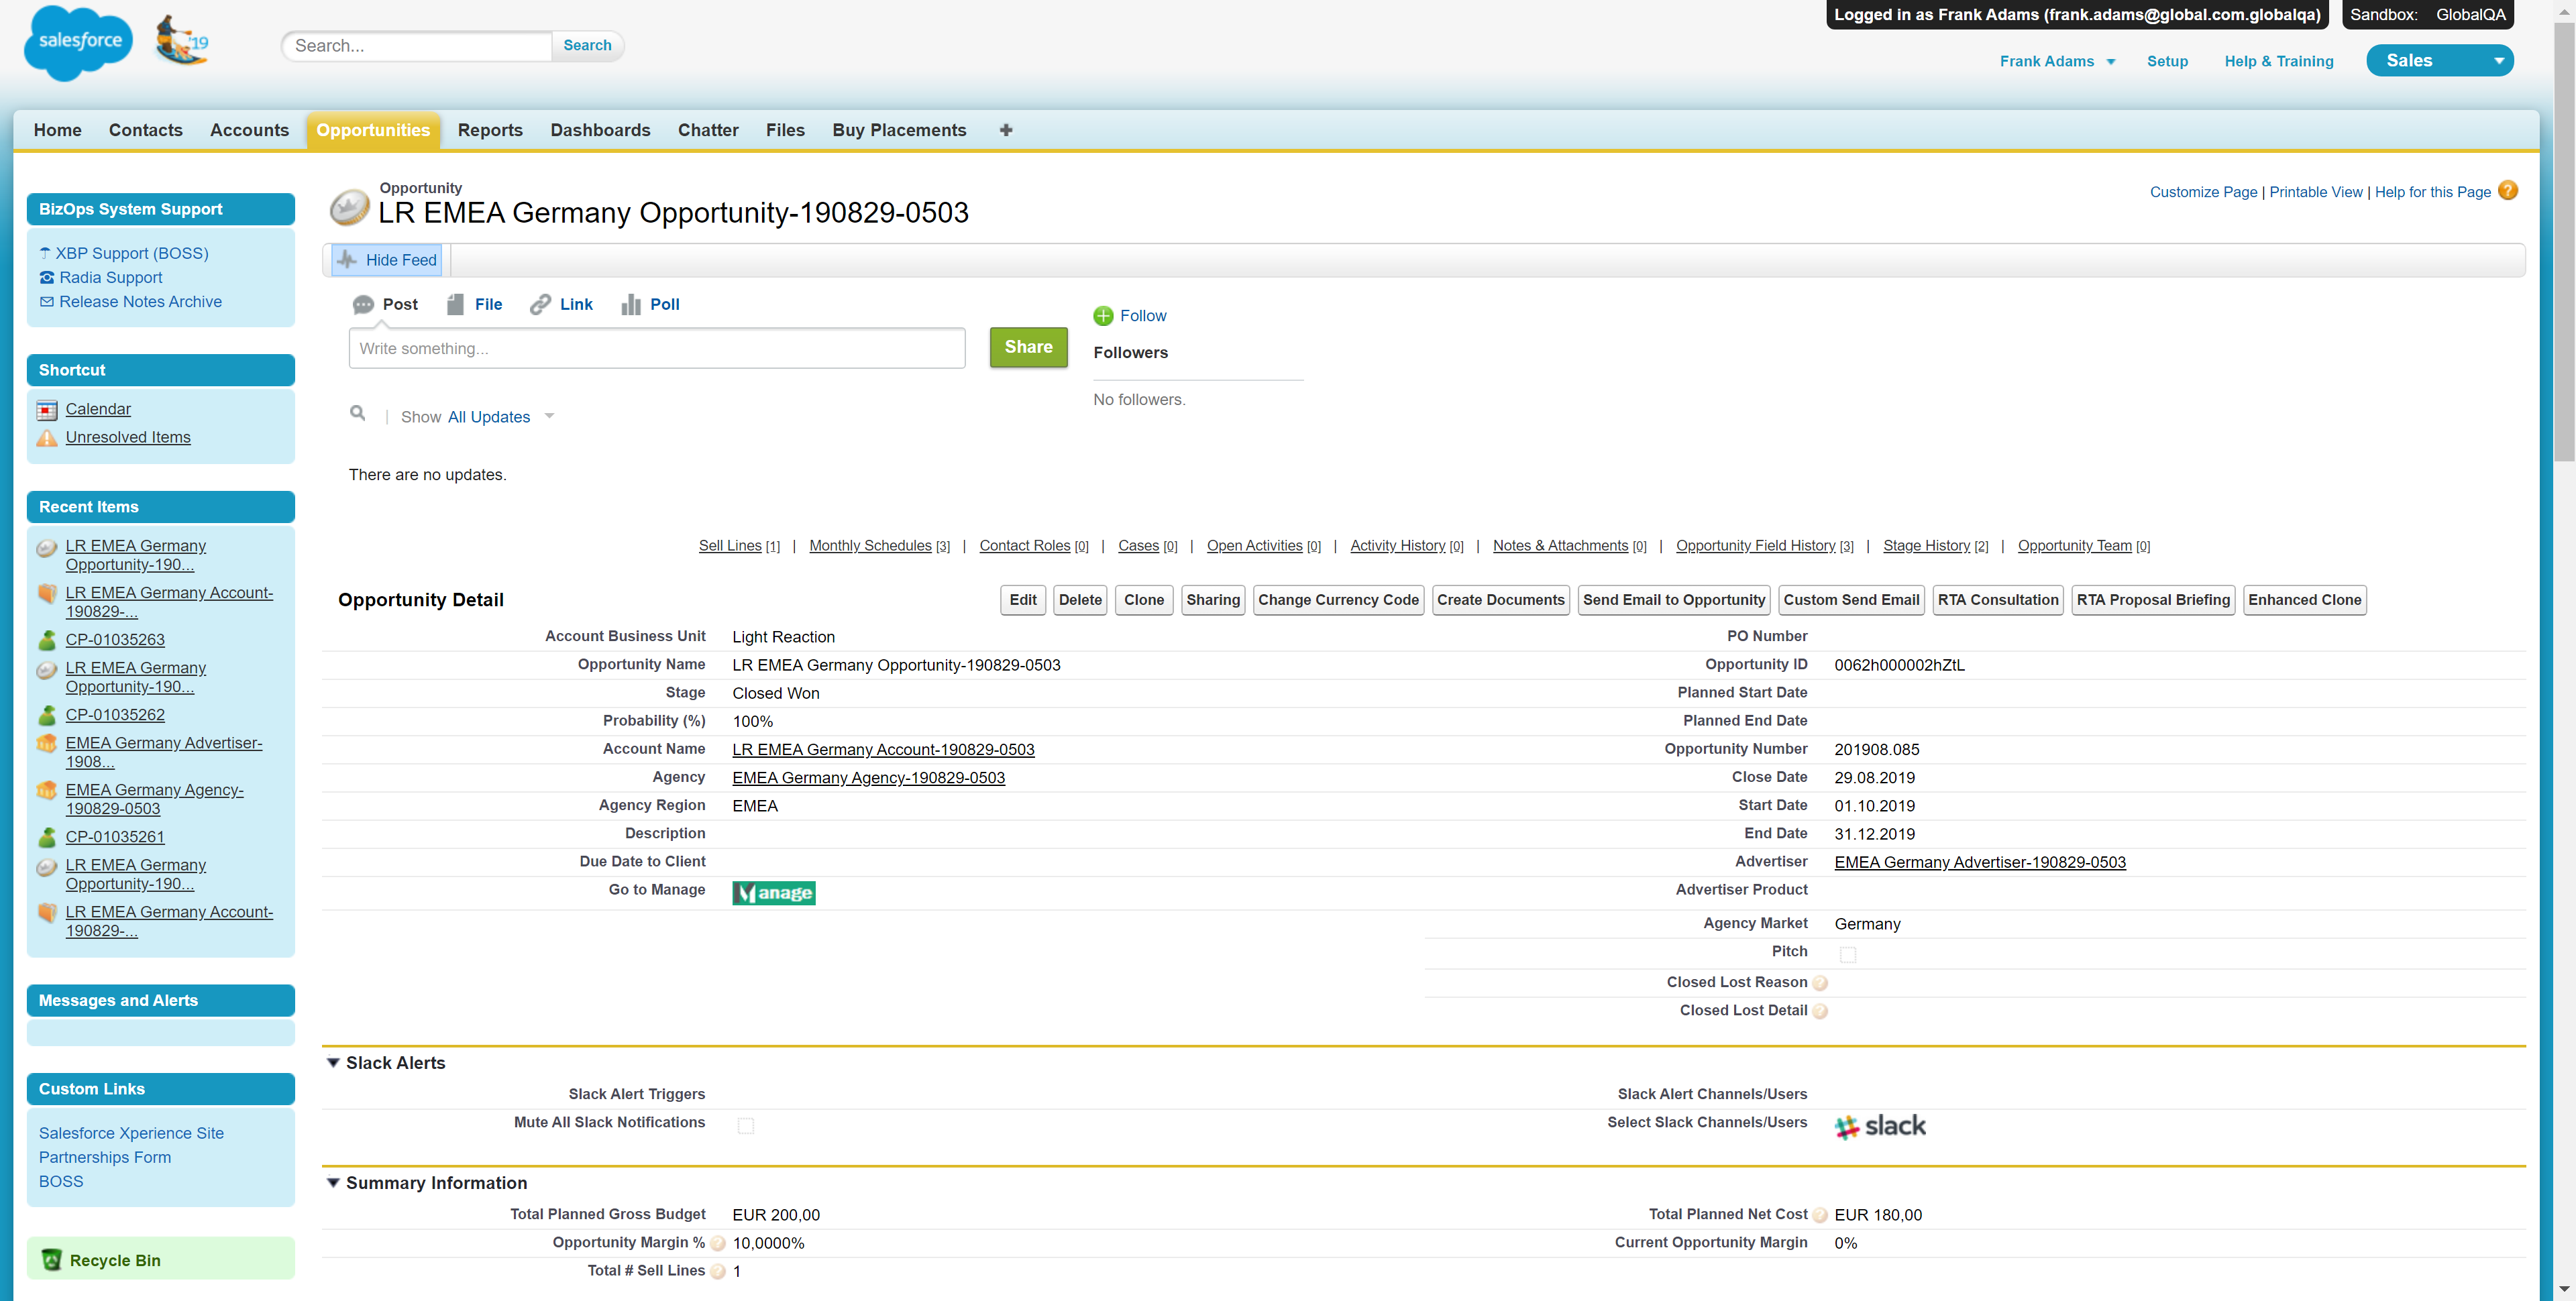 Logged in as Frank Adams (frank.adams@global.com.globalqa)
Sandbox: GlobalQA
salesforce
'19
Search...
Search
Frank Adams
Setup
Help & Training
Sales
Home
Contacts
Accounts
Opportunities
Reports
Dashboards
Chatter
Files
Buy Placements
BizOps System Support
XBP Support (BOSS)
Radia Support
Release Notes Archive
Shortcut
Calendar
Unresolved Items
Recent Items
LR EMEA Germany
Opportunity-190...
LR EMEA Germany Account-
190829-...
CP-01035263
LR EMEA Germany
Opportunity-190...
CP-01035262
EMEA Germany Advertiser-
1908...
EMEA Germany Agency-
190829-0503
CP-01035261
LR EMEA Germany
Opportunity-190...
LR EMEA Germany Account-
190829-...
Messages and Alerts
Custom Links
Salesforce Xperience Site
Partnerships Form
BOSS
Recycle Bin
Opportunity
LR EMEA Germany Opportunity-190829-0503
Customize Page | Printable View | Help for this Page ?
Hide Feed
Post
File
Link
Poll
Write something...
Share
Follow
Followers
No followers.
Show All Updates
There are no updates.
Sell Lines [1] | Monthly Schedules [3] | Contact Roles [0] | Cases [0] | Open Activities [0] | Activity History [0] | Notes & Attachments [0] | Opportunity Field History [3] | Stage History [2] | Opportunity Team [0]
Opportunity Detail
Edit
Delete
Clone
Sharing
Change Currency Code
Create Documents
Send Email to Opportunity
Custom Send Email
RTA Consultation
RTA Proposal Briefing
Enhanced Clone
Account Business Unit Light Reaction
PO Number
Opportunity Name LR EMEA Germany Opportunity-190829-0503
Opportunity ID 0062h000002hZtL
Stage Closed Won
Planned Start Date
Probability (%) 100%
Planned End Date
Account Name LR EMEA Germany Account-190829-0503
Opportunity Number 201908.085
Agency EMEA Germany Agency-190829-0503
Close Date 29.08.2019
Agency Region EMEA
Start Date 01.10.2019
Description
End Date 31.12.2019
Due Date to Client
Advertiser EMEA Germany Advertiser-190829-0503
Go to Manage Manage
Advertiser Product
Agency Market Germany
Pitch
Closed Lost Reason ?
Closed Lost Detail ?
Slack Alerts
Slack Alert Triggers
Slack Alert Channels/Users
Mute All Slack Notifications
Select Slack Channels/Users slack
Summary Information
Total Planned Gross Budget EUR 200,00
Total Planned Net Cost ? EUR 180,00
Opportunity Margin % ? 10,0000%
Current Opportunity Margin 0%
Total # Sell Lines ? 1